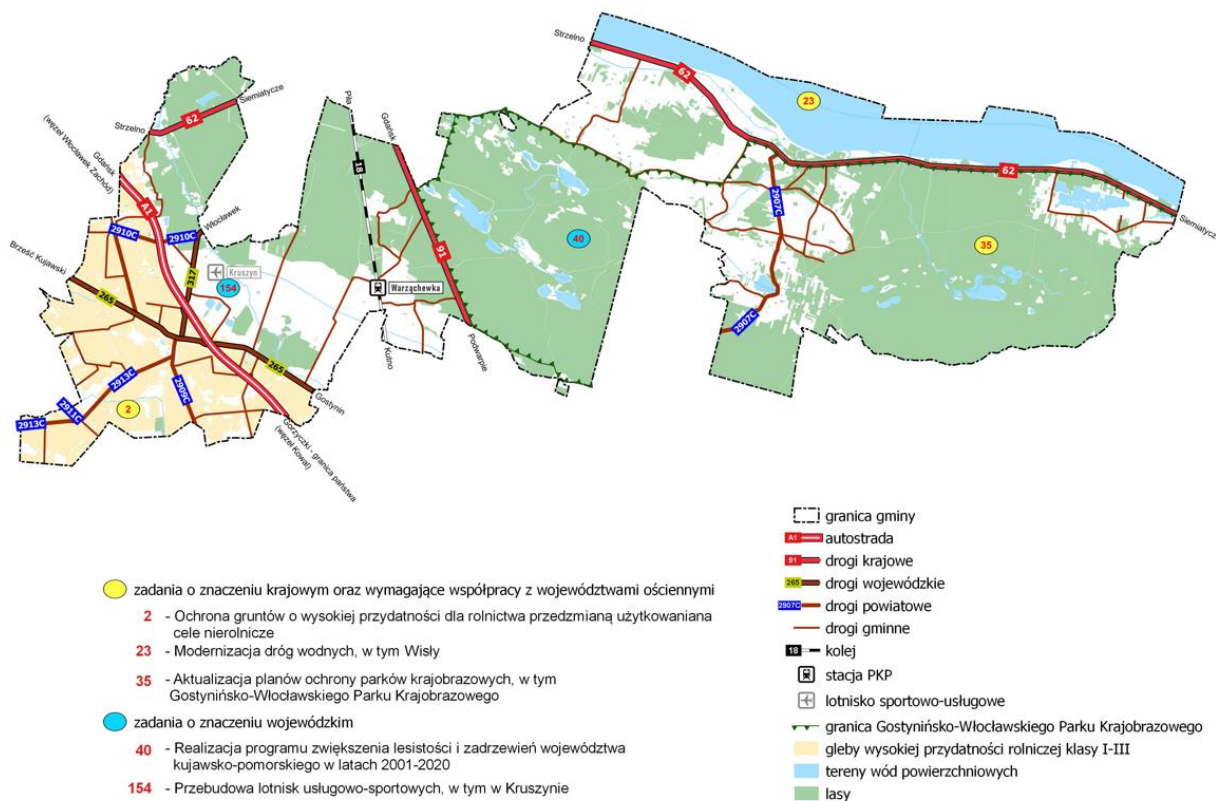 Strzelno
62
23
Siemiatycze
62
Strzelno
Piła
Gdańsk
Gdańsk
(węzeł Włocławek Zachód)
18
62
A1
2907C
Włocławek
2910C
2910C
91
40
35
Siemiatycze
Brześć Kujawski
317
Kruszyn
154
Warząchewka
265
2907C
Kutno
Podwarpie
265
2913C
2909C
Gostynin
2911C
2
2913C
Gorzyczki - granica państwa
(węzeł Kowal)
granica gminy
A1 autostrada
91 drogi krajowe
265 drogi wojewódzkie
2907C drogi powiatowe
drogi gminne
18 kolej
stacja PKP
lotnisko sportowo-usługowe
granica Gostynińsko-Włocławskiego Parku Krajobrazowego
gleby wysokiej przydatności rolniczej klasy I-III
tereny wód powierzchniowych
lasy
zadania o znaczeniu krajowym oraz wymagające współpracy z województwami ościennymi
2 - Ochrona gruntów o wysokiej przydatności dla rolnictwa przedzmianą użytkowaniana
cele nierolnicze
23 - Modernizacja dróg wodnych, w tym Wisły
35 - Aktualizacja planów ochrony parków krajobrazowych, w tym
Gostynińsko-Włocławskiego Parku Krajobrazowego
zadania o znaczeniu wojewódzkim
40 - Realizacja programu zwiększenia lesistości i zadrzewień województwa
kujawsko-pomorskiego w latach 2001-2020
154 - Przebudowa lotnisk usługowo-sportowych, w tym w Kruszynie